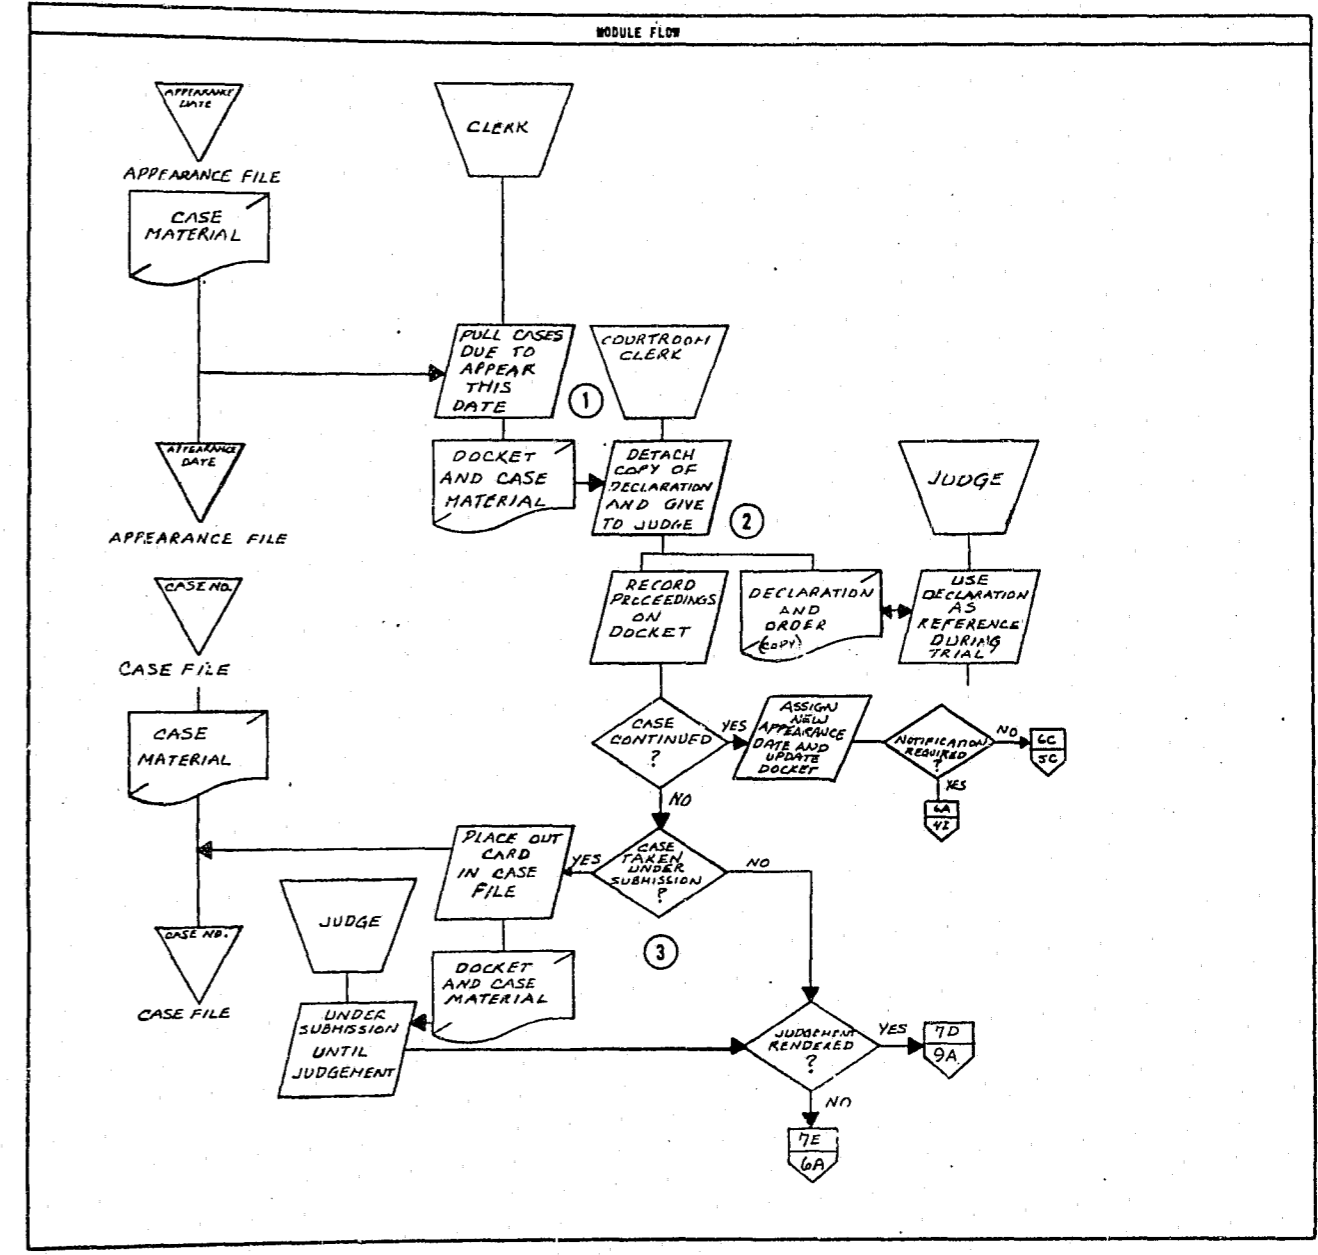 MODULE FLOW
APPEARANCE
DATE
APPEARANCE FILE
CASE
MATERIAL
CLERK
PULL CASES
DUE TO
APPEAR
THIS
DATE
1
COURTROOM
CLERK
APPEARANCE
DATE
APPEARANCE FILE
DOCKET
AND CASE
MATERIAL
DETACH
COPY OF
DECLARATION
AND GIVE
TO JUDGE
2
JUDGE
CASE NO.
CASE FILE
RECORD
PROCEEDINGS
ON
DOCKET
DECLARATION
AND
ORDER
(COPY)
USE
DECLARATION
AS
REFERENCE
DURING
TRIAL
CASE
MATERIAL
CASE
CONTINUED
?
YES
ASSIGN
NEW
APPEARANCE
DATE AND
UPDATE
DOCKET
NOTIFICATION
REQUIRED
?
NO
6C
5C
YES
6A
4I
NO
PLACE OUT
CARD
IN CASE
FILE
YES
CASE
TAKEN
UNDER
SUBMISSION
?
NO
3
JUDGE
CASE NO.
CASE FILE
DOCKET
AND CASE
MATERIAL
UNDER
SUBMISSION
UNTIL
JUDGEMENT
JUDGEMENT
RENDERED
?
YES
7D
9A
NO
7E
6A